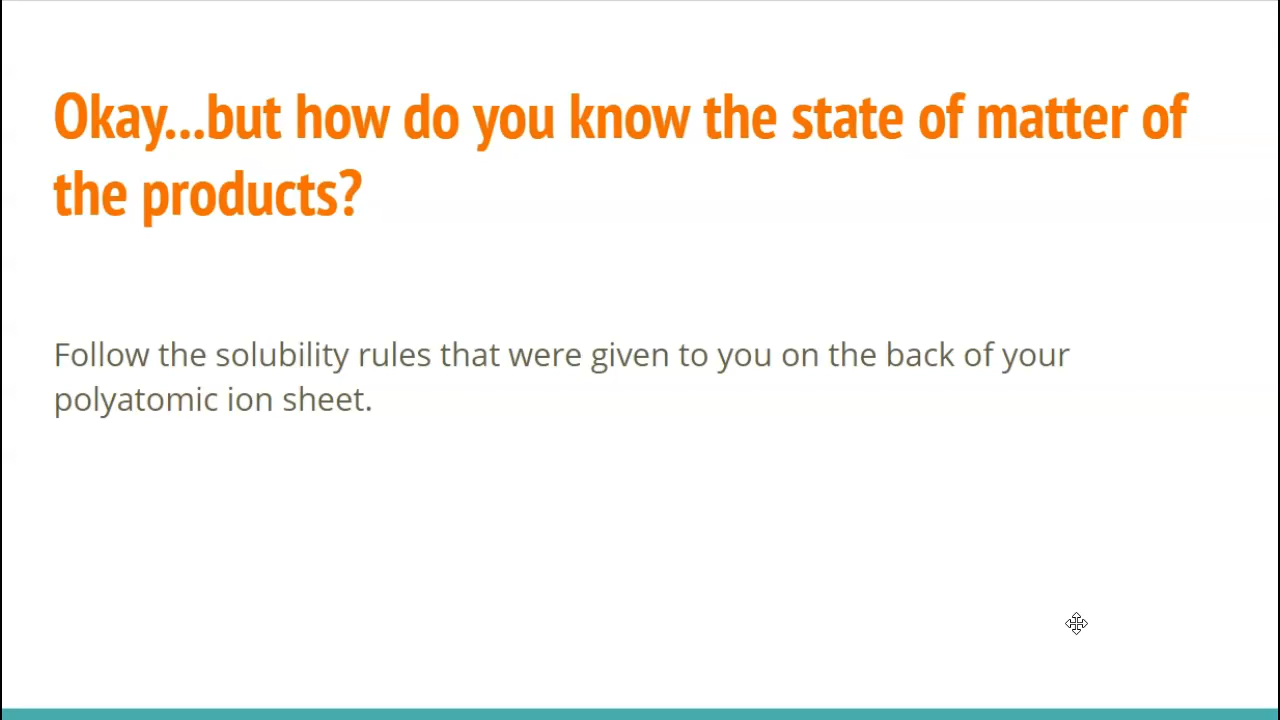 Okay...but how do you know the state of matter of
the products?
Follow the solubility rules that were given to you on the back of your
polyatomic ion sheet.